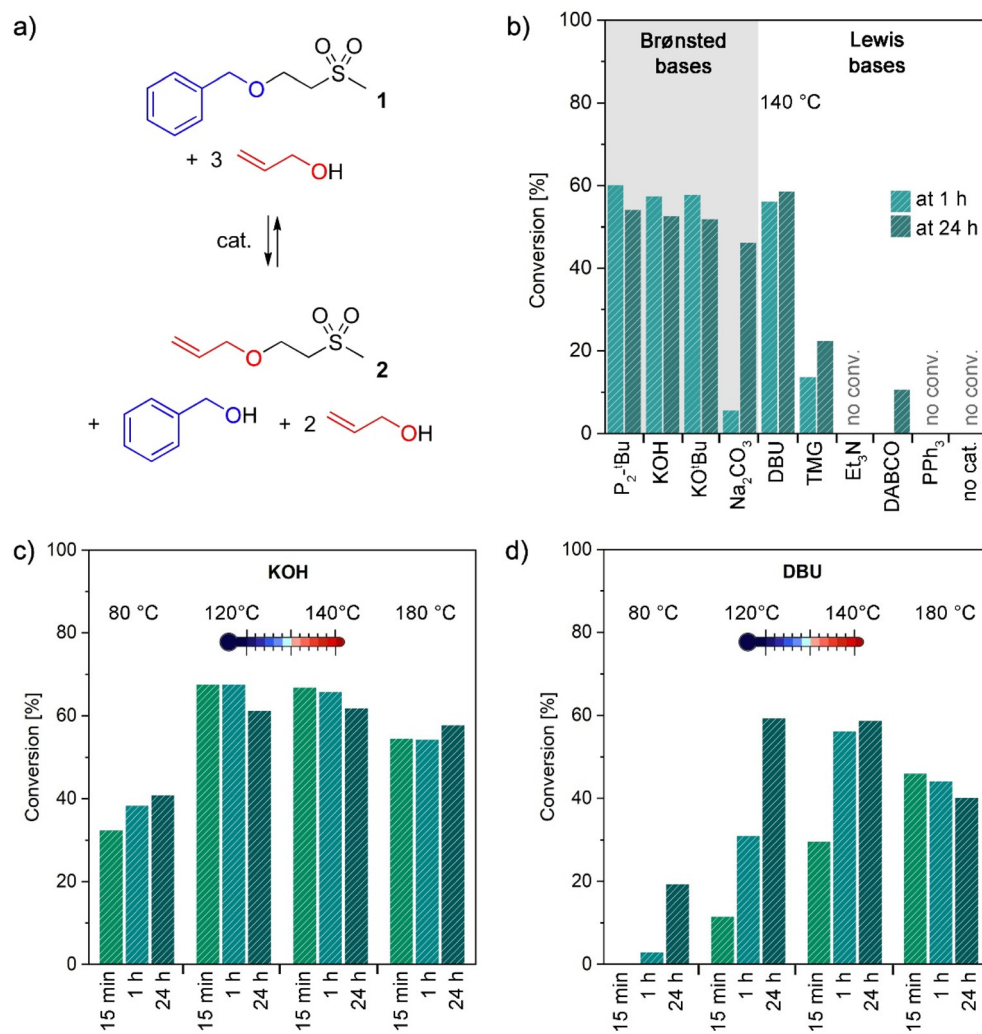 a)
O O
S
O
1
+ 3
OH
cat.
O O
S
O
2
+
OH
+ 2
OH
b)
100
80
60
40
20
0
Conversion [%]
Brønsted
bases
Lewis
bases
140 °C
at 1 h
at 24 h
no conv.
no conv.
no conv.
P₂-ᵗBu
KOH
KOᵗBu
Na₂CO₃
DBU
TMG
Et₃N
DABCO
PPh₃
no cat.
c)
100
80
60
40
20
0
Conversion [%]
KOH
80 °C
120°C
140°C
180 °C
15 min
1 h
24 h
15 min
1 h
24 h
15 min
1 h
24 h
15 min
1 h
24 h
d)
100
80
60
40
20
0
Conversion [%]
DBU
80 °C
120°C
140°C
180 °C
15 min
1 h
24 h
15 min
1 h
24 h
15 min
1 h
24 h
15 min
1 h
24 h